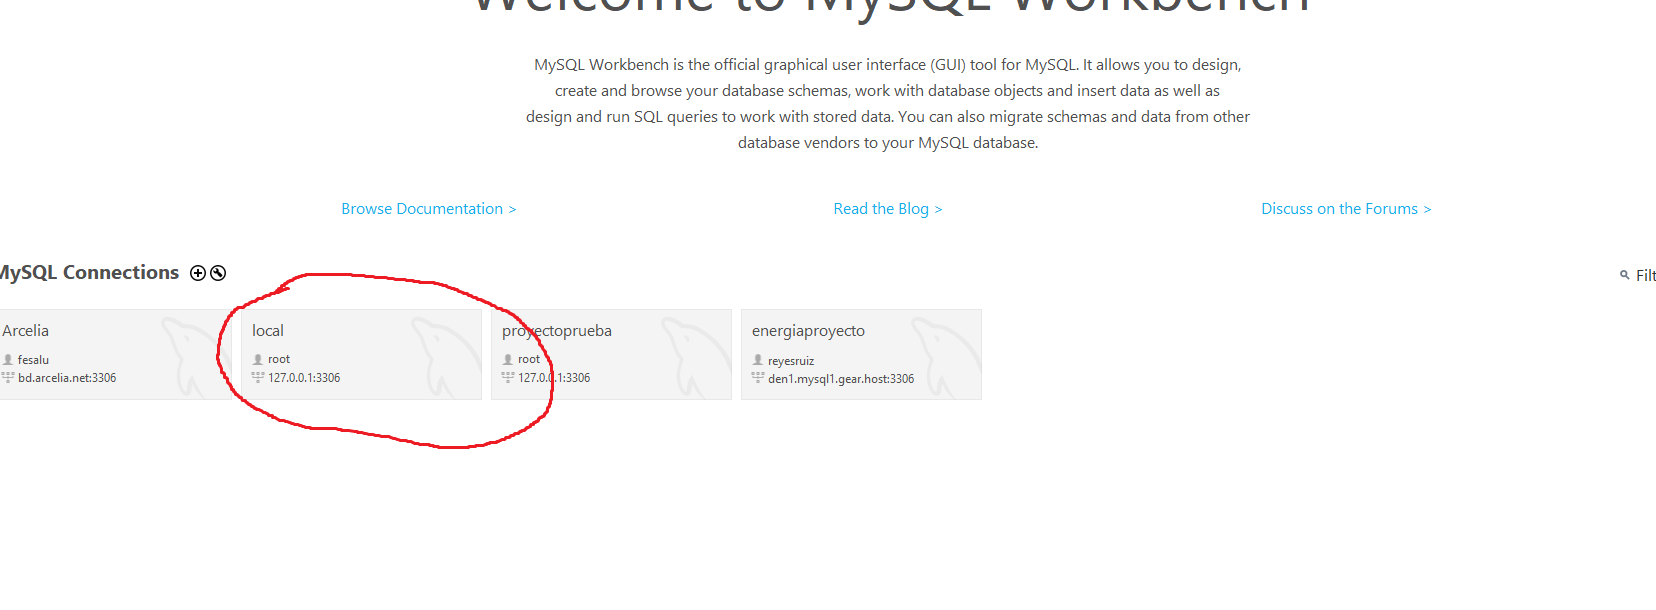 Welcome to MySQL Workbench
MySQL Workbench is the official graphical user interface (GUI) tool for MySQL. It allows you to design,
create and browse your database schemas, work with database objects and insert data as well as
design and run SQL queries to work with stored data. You can also migrate schemas and data from other
database vendors to your MySQL database.
Browse Documentation >
Read the Blog >
Discuss on the Forums >
MySQL Connections
Filt
Arcelia
fesalu
bd.arcelia.net:3306
local
root
127.0.0.1:3306
proyectoprueba
root
127.0.0.1:3306
energiaproyecto
reyesruiz
den1.mysql1.gear.host:3306